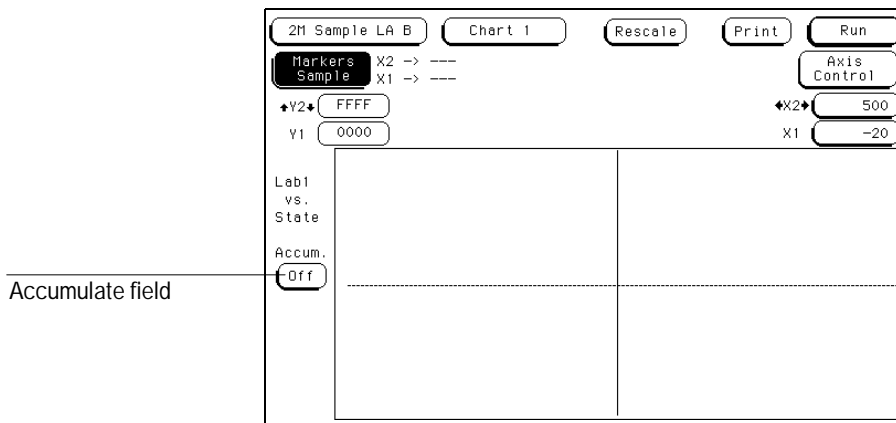 2M Sample LA B Chart 1 Rescale Print Run
Markers Sample X2 -> --- Axis Control
X1 -> ---
Y2 FFFF X2 500
Y1 0000 X1 -20
Lab1
vs.
State
Accum.
Off
Accumulate field